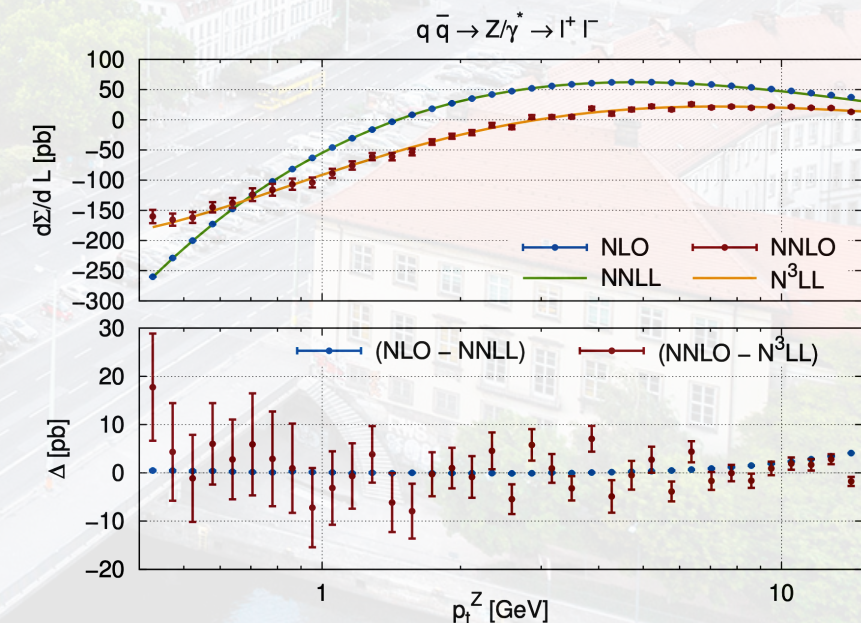 q q̅ → Z/γ* → l⁺ l⁻
dΣ/d L [pb]
100
50
0
−50
−100
−150
−200
−250
−300
NLO NNLO
NNLL N³LL
Δ [pb]
30
20
10
0
−10
−20
(NLO − NNLL) (NNLO − N³LL)
1 10
pₜᶻ [GeV]